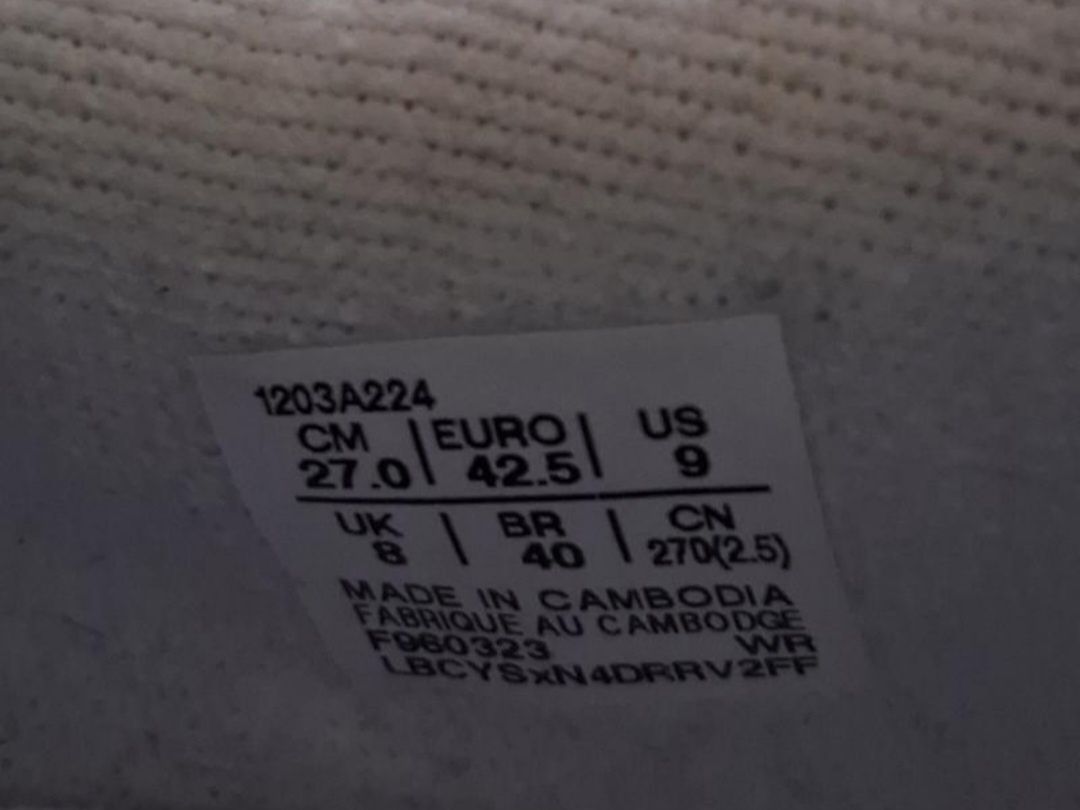 1203A224
CM | EURO | US
27.0 | 42.5 | 9
UK | BR | CN
8 | 40 | 270(2.5)
MADE IN CAMBODIA
FABRIQUE AU CAMBODGE
F960323 WR
LBCYSxN4DRRV2FF